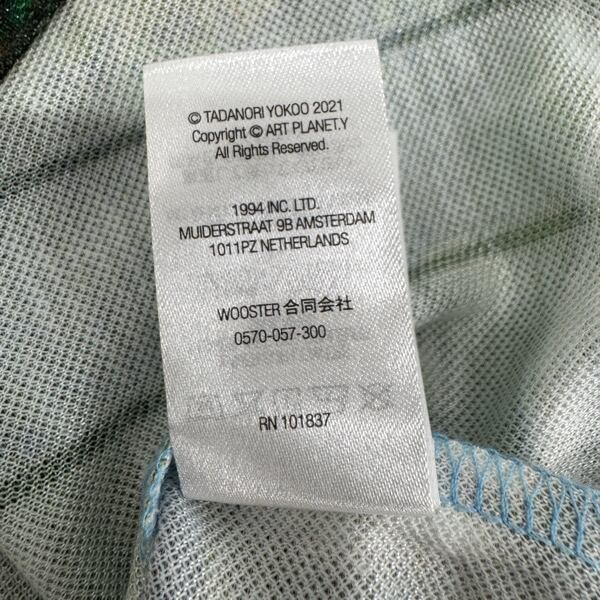 © TADANORI YOKOO 2021
Copyright © ART PLANET.Y
All Rights Reserved.
1994 INC. LTD.
MUIDERSTRAAT 9B AMSTERDAM
1011PZ NETHERLANDS
WOOSTER 合同会社
0570-057-300
RN 101837